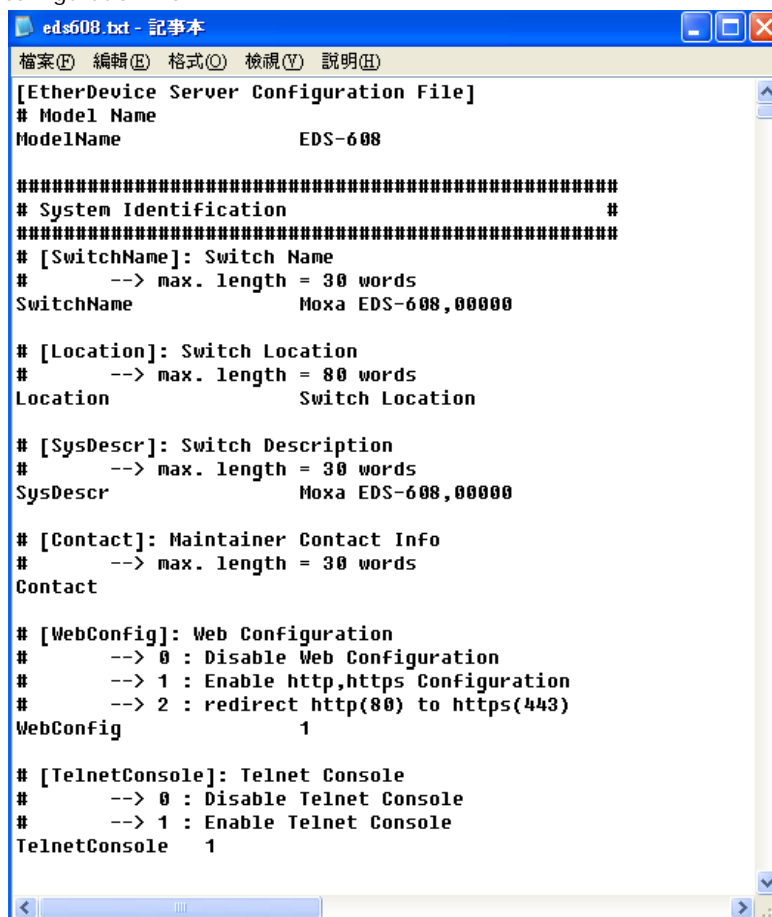 eds608.txt - 記事本
檔案(F) 編輯(E) 格式(O) 檢視(V) 說明(H)
[EtherDevice Server Configuration File]
# Model Name
ModelName EDS-608
###################################################
# System Identification #
###################################################
# [SwitchName]: Switch Name
# --> max. length = 30 words
SwitchName Moxa EDS-608,00000
# [Location]: Switch Location
# --> max. length = 80 words
Location Switch Location
# [SysDescr]: Switch Description
# --> max. length = 30 words
SysDescr Moxa EDS-608,00000
# [Contact]: Maintainer Contact Info
# --> max. length = 30 words
Contact
# [WebConfig]: Web Configuration
# --> 0 : Disable Web Configuration
# --> 1 : Enable http,https Configuration
# --> 2 : redirect http(80) to https(443)
WebConfig 1
# [TelnetConsole]: Telnet Console
# --> 0 : Disable Telnet Console
# --> 1 : Enable Telnet Console
TelnetConsole 1